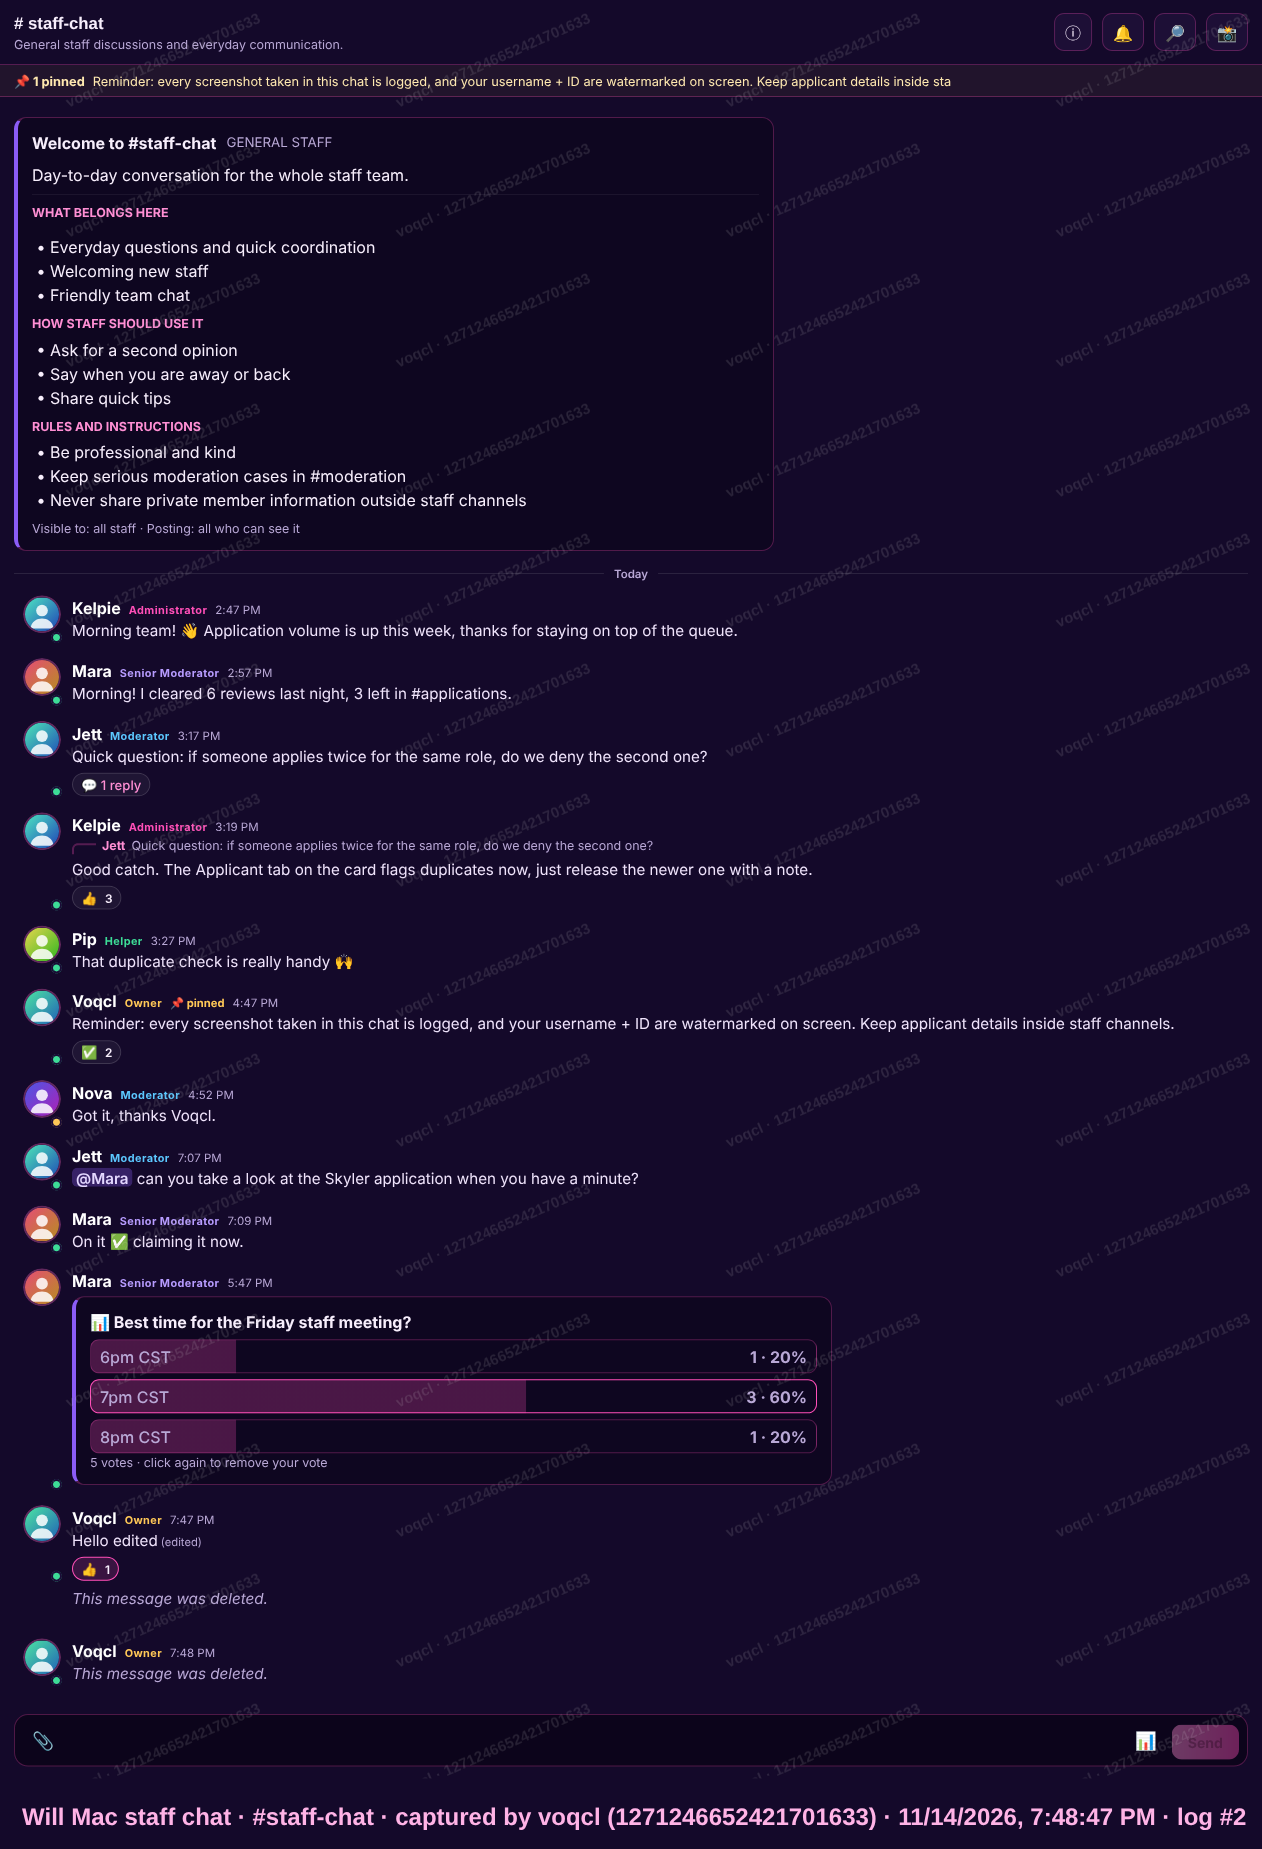 # staff-chat
General staff discussions and everyday communication.
📌 1 pinned Reminder: every screenshot taken in this chat is logged, and your username + ID are watermarked on screen. Keep applicant details inside sta
Welcome to #staff-chat GENERAL STAFF
Day-to-day conversation for the whole staff team.
WHAT BELONGS HERE
• Everyday questions and quick coordination
• Welcoming new staff
• Friendly team chat
HOW STAFF SHOULD USE IT
• Ask for a second opinion
• Say when you are away or back
• Share quick tips
RULES AND INSTRUCTIONS
• Be professional and kind
• Keep serious moderation cases in #moderation
• Never share private member information outside staff channels
Visible to: all staff · Posting: all who can see it
Today
Kelpie Administrator 2:47 PM
Morning team! 👋 Application volume is up this week, thanks for staying on top of the queue.
Mara Senior Moderator 2:57 PM
Morning! I cleared 6 reviews last night, 3 left in #applications.
Jett Moderator 3:17 PM
Quick question: if someone applies twice for the same role, do we deny the second one?
💬 1 reply
Kelpie Administrator 3:19 PM
Jett Quick question: if someone applies twice for the same role, do we deny the second one?
Good catch. The Applicant tab on the card flags duplicates now, just release the newer one with a note.
👍 3
Pip Helper 3:27 PM
That duplicate check is really handy 🙌
Voqcl Owner 📌 pinned 4:47 PM
Reminder: every screenshot taken in this chat is logged, and your username + ID are watermarked on screen. Keep applicant details inside staff channels.
✅ 2
Nova Moderator 4:52 PM
Got it, thanks Voqcl.
Jett Moderator 7:07 PM
@Mara can you take a look at the Skyler application when you have a minute?
Mara Senior Moderator 7:09 PM
On it ✅ claiming it now.
Mara Senior Moderator 5:47 PM
📊 Best time for the Friday staff meeting?
6pm CST 1 · 20%
7pm CST 3 · 60%
8pm CST 1 · 20%
5 votes · click again to remove your vote
Voqcl Owner 7:47 PM
Hello edited (edited)
👍 1
This message was deleted.
Voqcl Owner 7:48 PM
This message was deleted.
Send
Will Mac staff chat · #staff-chat · captured by voqcl (1271246652421701633) · 11/14/2026, 7:48:47 PM · log #2
voqcl · 1271246652421701633